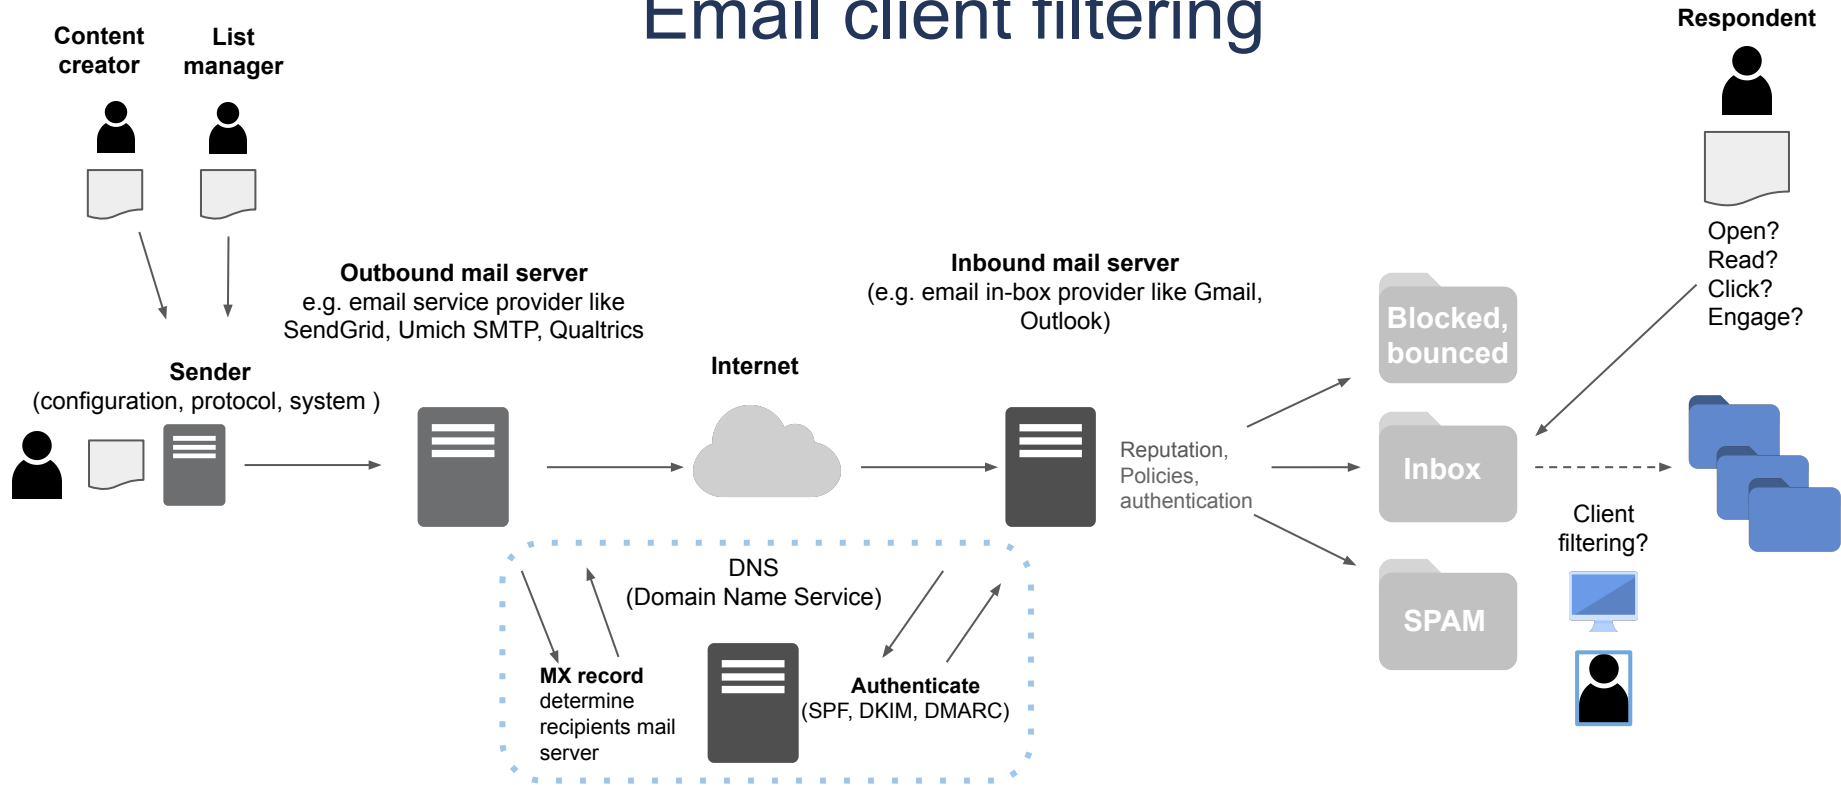 Email client filtering
Content
creator
List
manager
Respondent
Open?
Read?
Click?
Engage?
Outbound mail server
e.g. email service provider like
SendGrid, Umich SMTP, Qualtrics
Inbound mail server
(e.g. email in-box provider like Gmail,
Outlook)
Sender
(configuration, protocol, system )
Internet
Reputation,
Policies,
authentication
Blocked,
bounced
Inbox
SPAM
Client
filtering?
DNS
(Domain Name Service)
MX record
determine
recipients mail
server
Authenticate
(SPF, DKIM, DMARC)